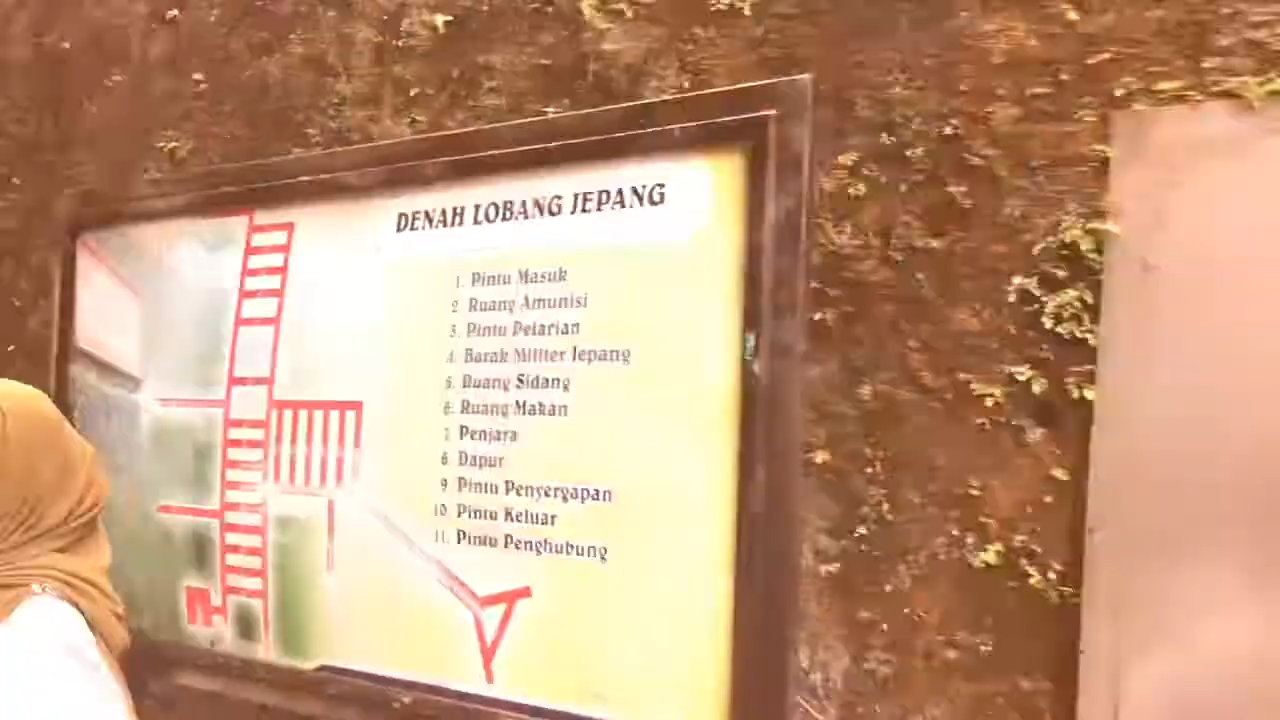 DENAH LOBANG JEPANG
1. Pintu Masuk
2. Ruang Amunisi
3. Pintu Pelarian
4. Barak Militer Jepang
5. Ruang Sidang
6. Ruang Makan
7. Penjara
8. Dapur
9. Pintu Penyergapan
10. Pintu Keluar
11. Pintu Penghubung